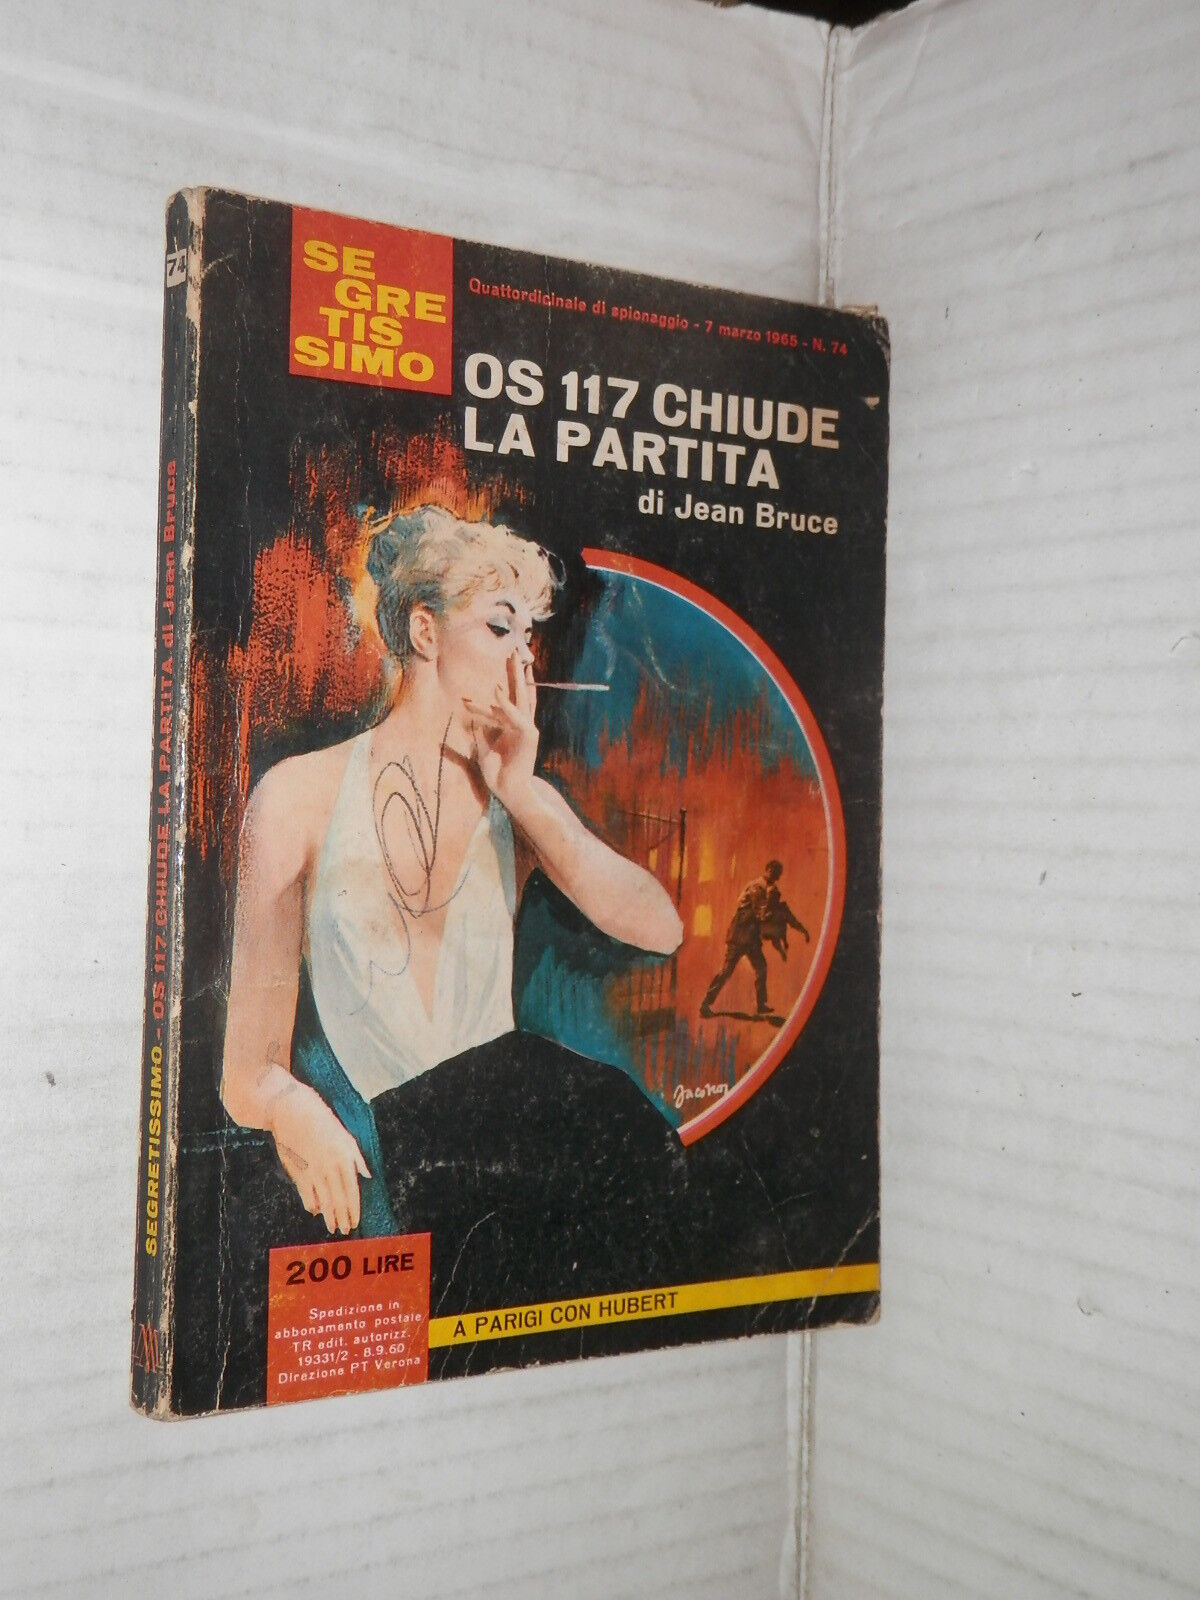 SE
GRE
TIS
SIMO
Quattordicinale di spionaggio - 7 marzo 1965 - N. 74
OS 117 CHIUDE
LA PARTITA
di Jean Bruce
Jacono
200 LIRE
Spedizione in
abbonamento postale
TR edit. autorizz.
19331/2 - 8.9.60
Direzione PT Verona
A PARIGI CON HUBERT
74
SEGRETISSIMO - OS 117 CHIUDE LA PARTITA di Jean Bruce